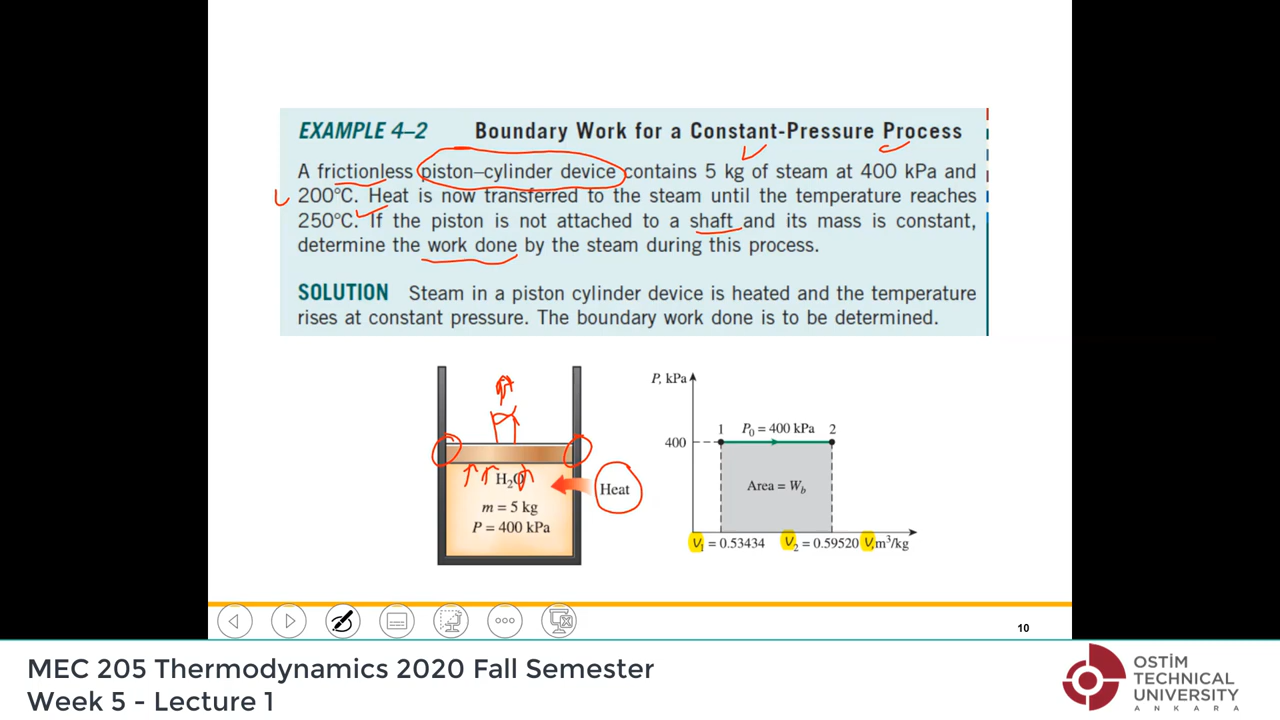 EXAMPLE 4–2 Boundary Work for a Constant-Pressure Process
A frictionless piston–cylinder device contains 5 kg of steam at 400 kPa and
200°C. Heat is now transferred to the steam until the temperature reaches
250°C. If the piston is not attached to a shaft and its mass is constant,
determine the work done by the steam during this process.
SOLUTION Steam in a piston cylinder device is heated and the temperature
rises at constant pressure. The boundary work done is to be determined.
H₂O
m = 5 kg
P = 400 kPa
Heat
P, kPa
1 P₀ = 400 kPa 2
400
Area = W_b
υ₁ = 0.53434 υ₂ = 0.59520 υ, m³/kg
10
MEC 205 Thermodynamics 2020 Fall Semester
Week 5 - Lecture 1
OSTİM
TECHNICAL
UNIVERSITY
ANKARA